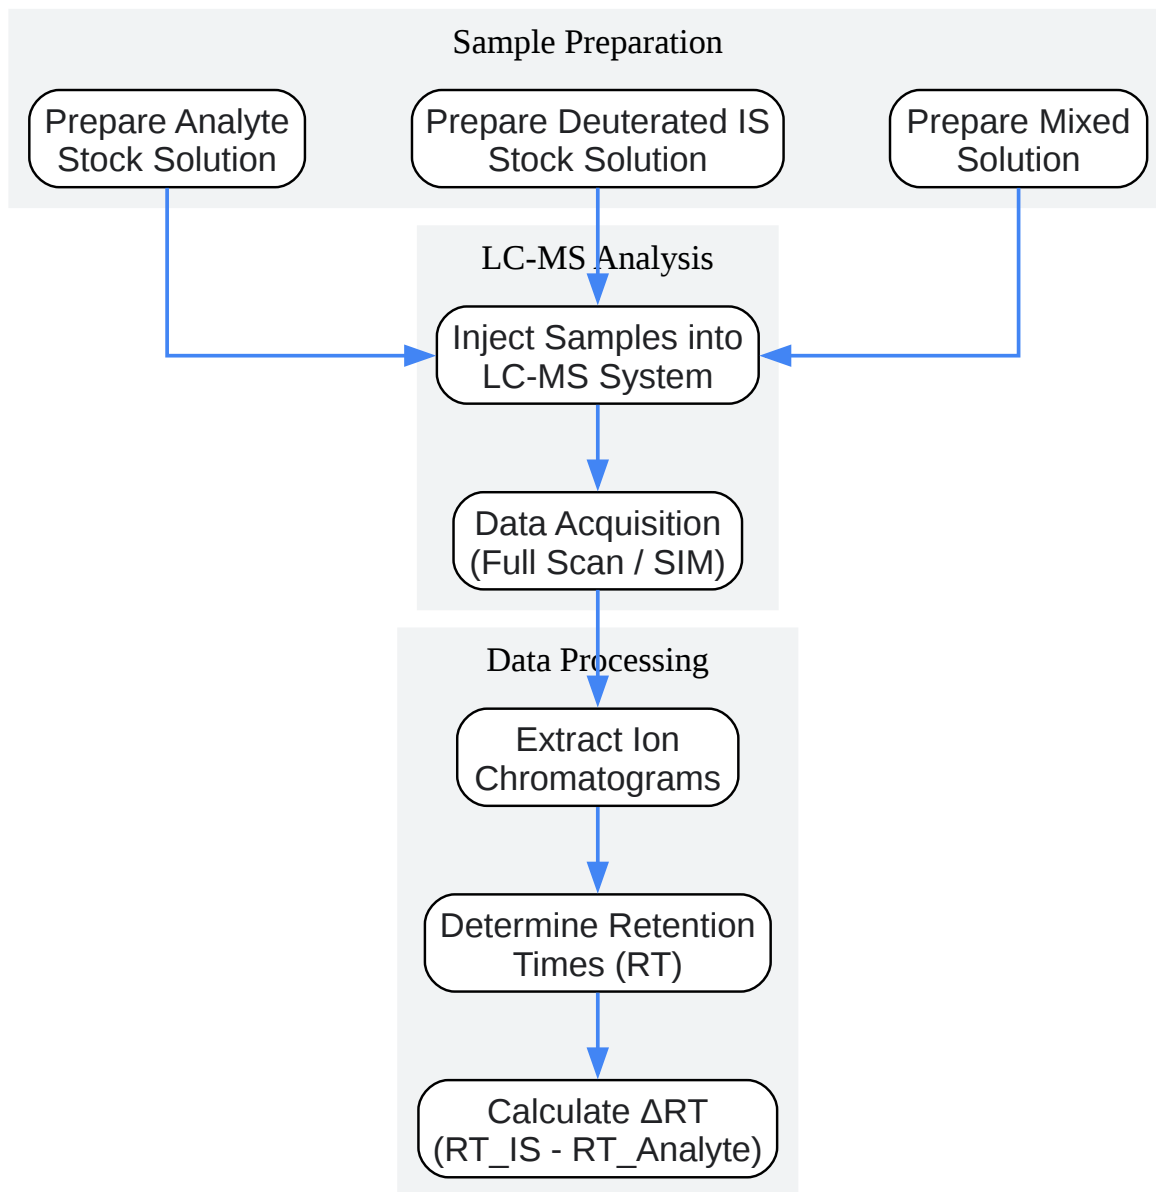 Sample Preparation
Prepare Analyte
Stock Solution
Prepare Deuterated IS
Stock Solution
Prepare Mixed
Solution
LC-MS Analysis
Inject Samples into
LC-MS System
Data Acquisition
(Full Scan / SIM)
Data Processing
Extract Ion
Chromatograms
Determine Retention
Times (RT)
Calculate ΔRT
(RT_IS - RT_Analyte)